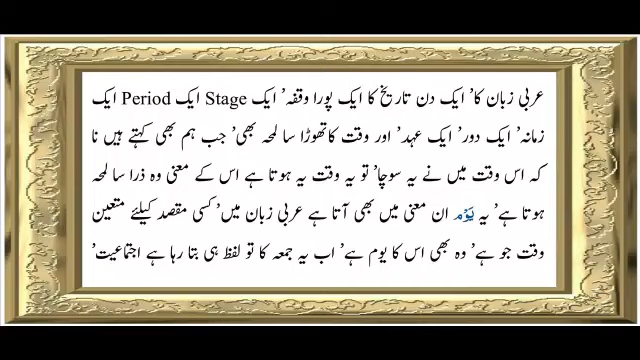 عربی زبان کا’ ایک دن تاریخ کا ایک پورا وقفہ’ ایک Stage ایک Period ایک
زمانہ’ ایک دور’ ایک عہد’ اور وقت کا تھوڑا سا لمحہ بھی’ جب ہم بھی کہتے ہیں نا
کہ اس وقت میں نے یہ سوچا’ تو یہ وقت یہ ہوتا ہے اس کے معنی وہ ذرا سا لمحہ
ہوتا ہے’ یہ یَوْم ان معنی میں بھی آتا ہے عربی زبان میں’ کسی مقصد کیلئے متعین
وقت جو ہے’ وہ بھی اس کا یوم ہے’ اب یہ جمعہ کا تو لفظ ہی بتا رہا ہے اجتماعیت’